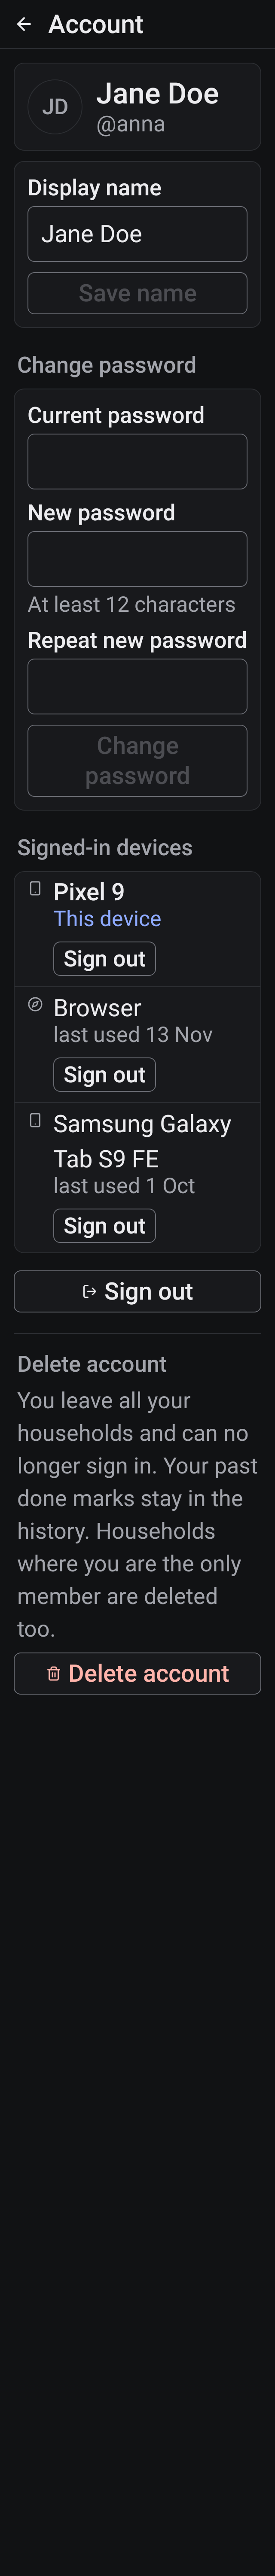 Account
JD
Jane Doe
@anna
Display name
Jane Doe
Save name
Change password
Current password
New password
At least 12 characters
Repeat new password
Change
password
Signed-in devices
Pixel 9
This device
Sign out
Browser
last used 13 Nov
Sign out
Samsung Galaxy
Tab S9 FE
last used 1 Oct
Sign out
Sign out
Delete account
You leave all your
households and can no
longer sign in. Your past
done marks stay in the
history. Households
where you are the only
member are deleted
too.
Delete account